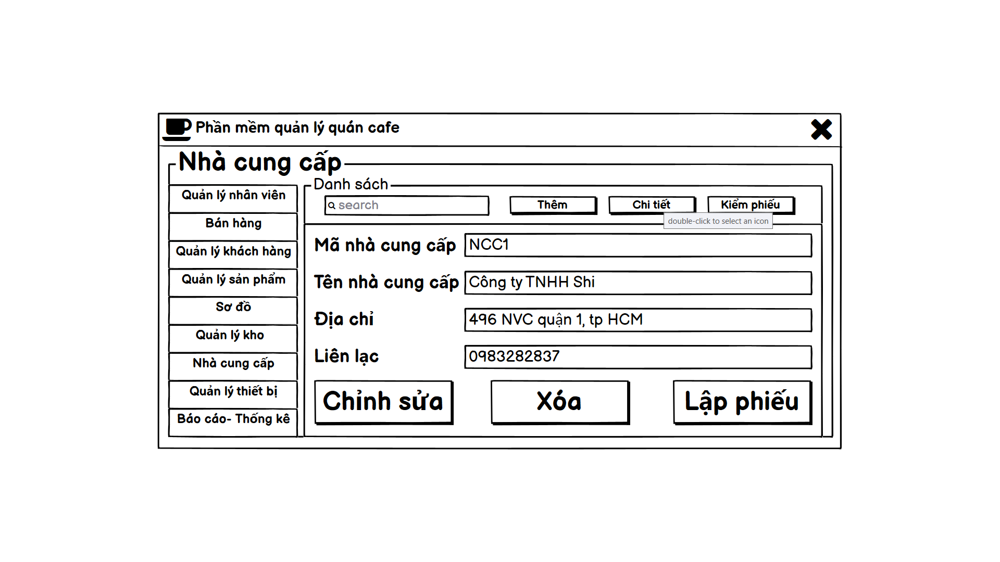 Phần mềm quản lý quán cafe
Nhà cung cấp
Quản lý nhân viên
Bán hàng
Quản lý khách hàng
Quản lý sản phẩm
Sơ đồ
Quản lý kho
Nhà cung cấp
Quản lý thiết bị
Báo cáo- Thống kê
Danh sách
search
Thêm
Chi tiết
Kiểm phiếu
double-click to select an icon
Mã nhà cung cấp NCC1
Tên nhà cung cấp Công ty TNHH Shi
Địa chỉ 496 NVC quận 1, tp HCM
Liên lạc 0983282837
Chỉnh sửa
Xóa
Lập phiếu